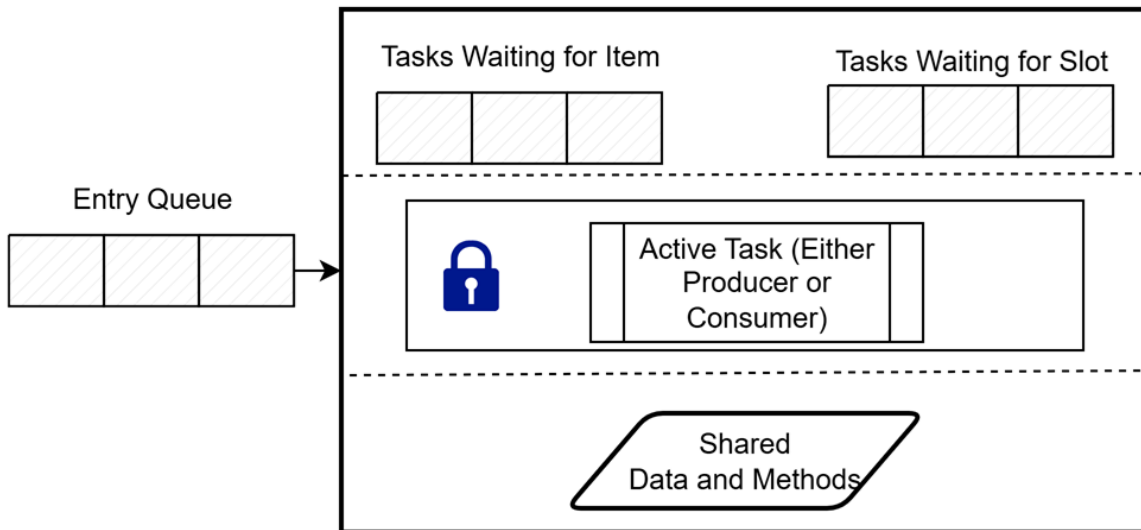 Tasks Waiting for Item
Tasks Waiting for Slot
Entry Queue
Active Task (Either
Producer or
Consumer)
Shared
Data and Methods